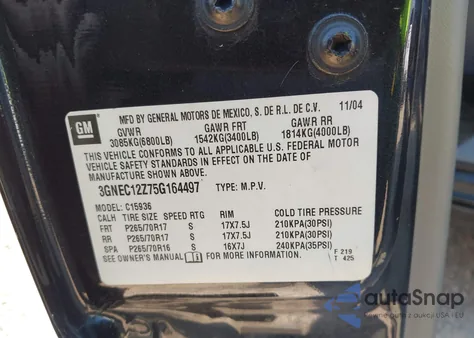 GM
MFD BY GENERAL MOTORS DE MEXICO, S. DE R.L. DE C.V. 11/04
GVWR GAWR FRT GAWR RR
3085KG(6800LB) 1542KG(3400LB) 1814KG(4000LB)
THIS VEHICLE CONFORMS TO ALL APPLICABLE U.S. FEDERAL MOTOR
VEHICLE SAFETY STANDARDS IN EFFECT ON THE DATE OF
MANUFACTURE SHOWN ABOVE.
3GNEC12Z75G164497 TYPE: M.P.V.
MODEL: C15936
CALH TIRE SIZE SPEED RTG RIM COLD TIRE PRESSURE
FRT P265/70R17 S 17X7.5J 210KPA(30PSI)
RR P265/70R17 S 17X7.5J 210KPA(30PSI)
SPA P265/70R16 S 16X7J 240KPA(35PSI)
SEE OWNER'S MANUAL FOR MORE INFORMATION.
F 219
T 425
autoSnap
Auta z aukcji USA i EU